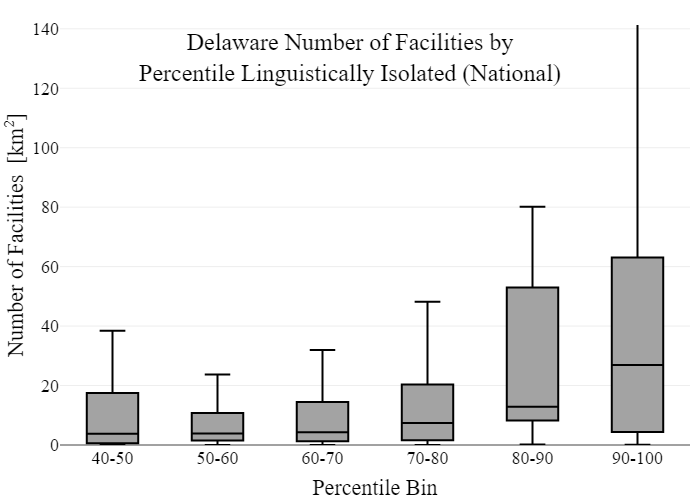 Delaware Number of Facilities by
Percentile Linguistically Isolated (National)
Number of Facilities [km²]
140
120
100
80
60
40
20
0
40-50 50-60 60-70 70-80 80-90 90-100
Percentile Bin